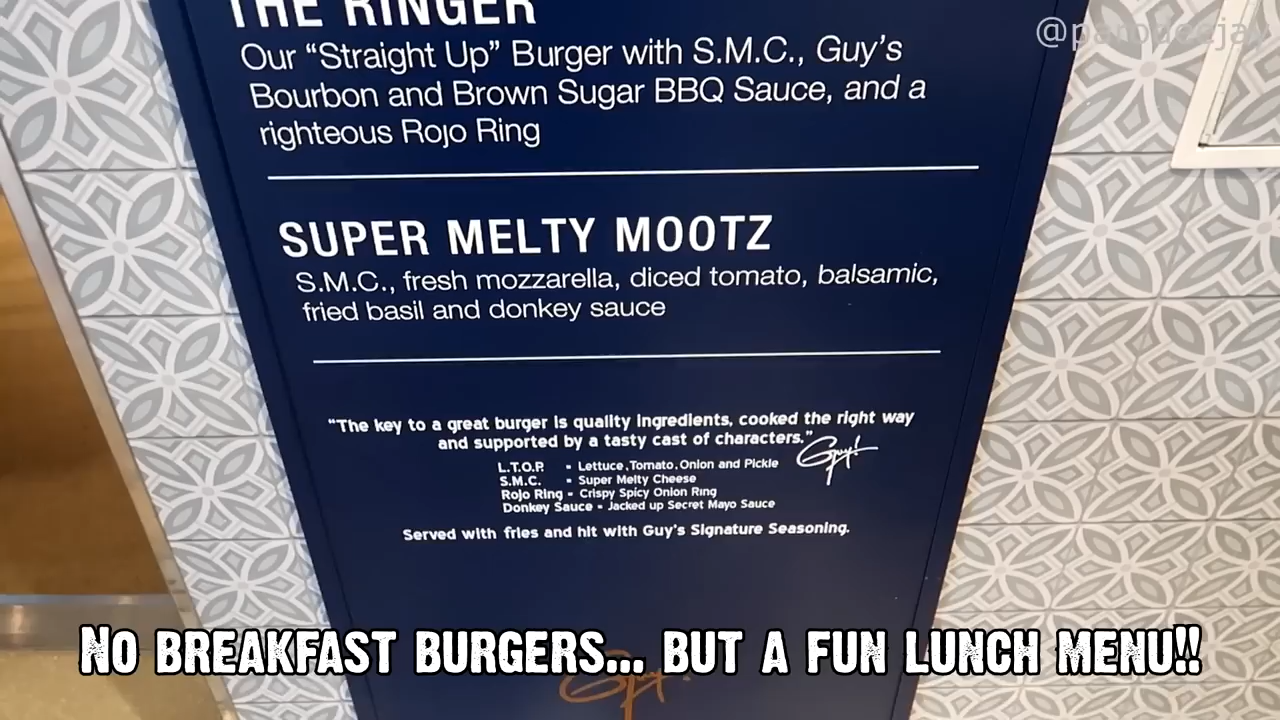 THE RINGER
Our “Straight Up” Burger with S.M.C., Guy’s
Bourbon and Brown Sugar BBQ Sauce, and a
righteous Rojo Ring
SUPER MELTY MOOTZ
S.M.C., fresh mozzarella, diced tomato, balsamic,
fried basil and donkey sauce
“The key to a great burger is quality ingredients, cooked the right way
and supported by a tasty cast of characters.”
Guy!
L.T.O.P. - Lettuce, Tomato, Onion and Pickle
S.M.C. - Super Melty Cheese
Rojo Ring - Crispy Spicy Onion Ring
Donkey Sauce - Jacked up Secret Mayo Sauce
Served with fries and hit with Guy’s Signature Seasoning.
No breakfast burgers... but a fun lunch menu!!
Guy!